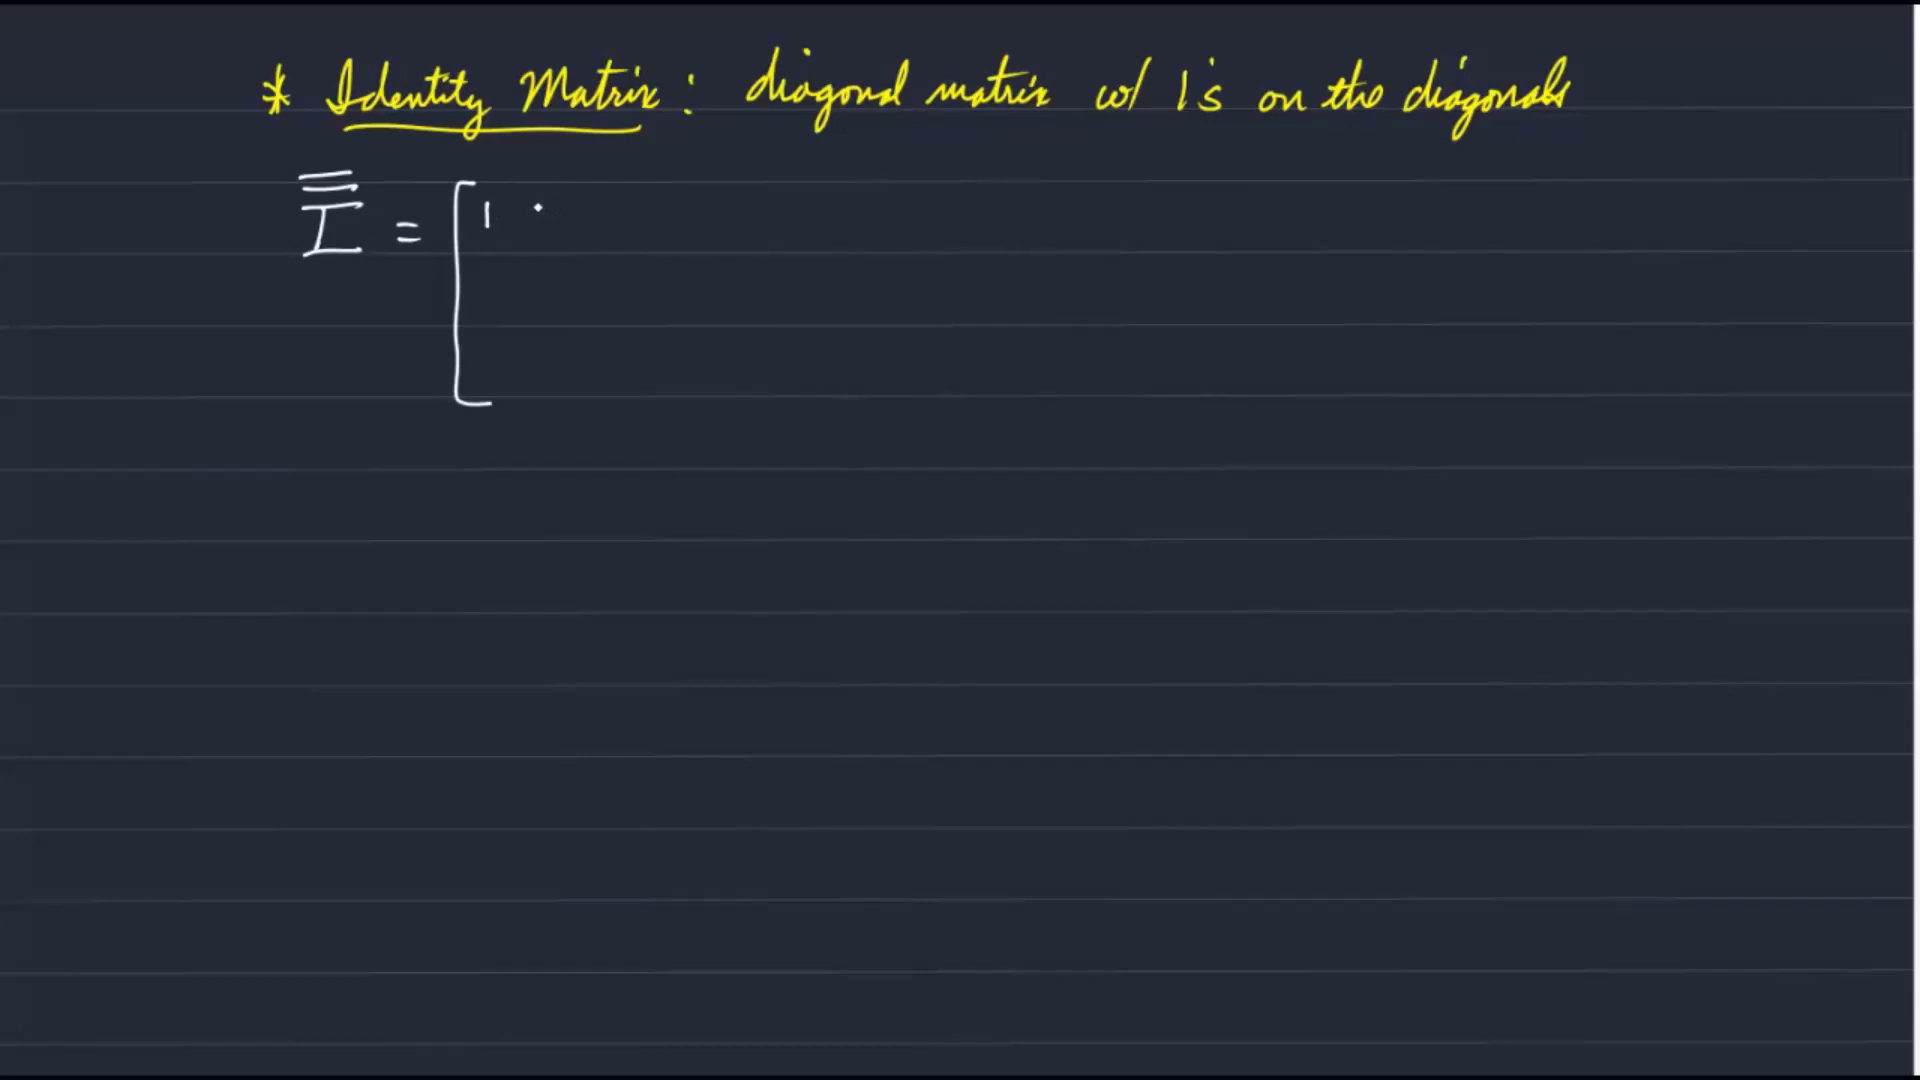 * Identity Matrix: diagonal matrix w/ 1's on the diagonals
I = [ 1 .